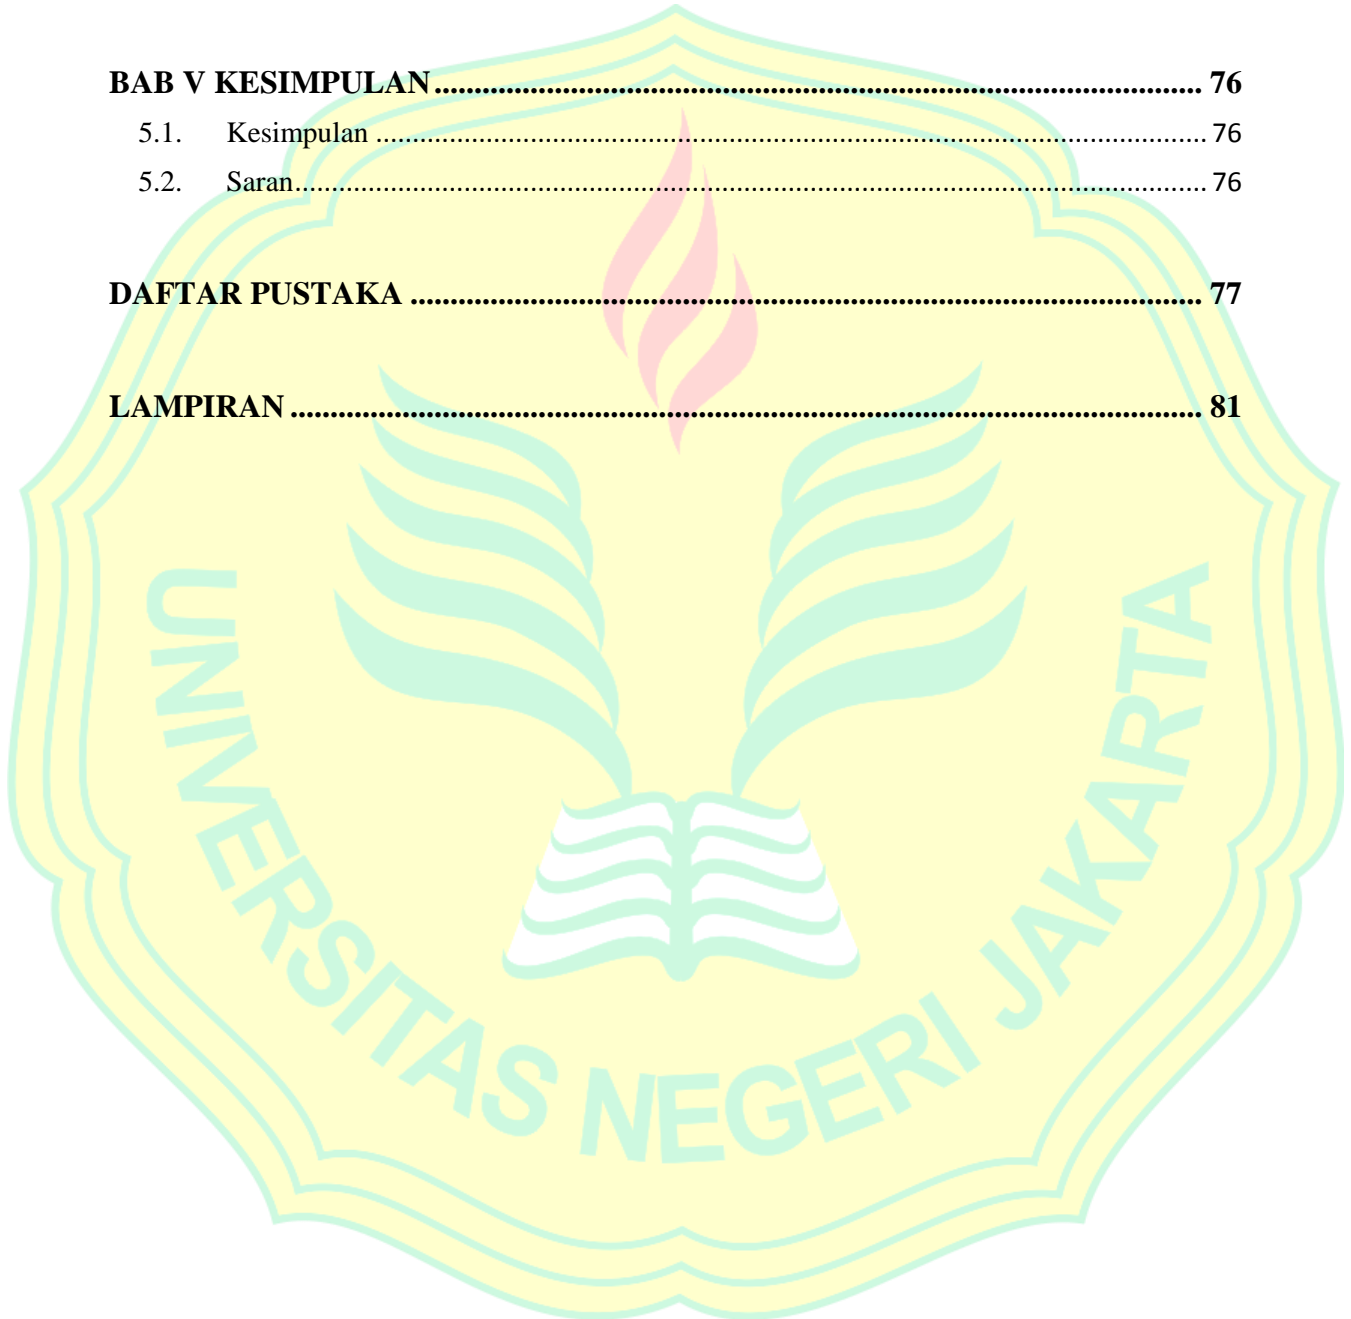 BAB V KESIMPULAN........................................................................................... 76
5.1. Kesimpulan ........................................................................................................... 76
5.2. Saran..................................................................................................................... 76
DAFTAR PUSTAKA .............................................................................................. 77
LAMPIRAN ............................................................................................................ 81
UNIVERSITAS NEGERI JAKARTA